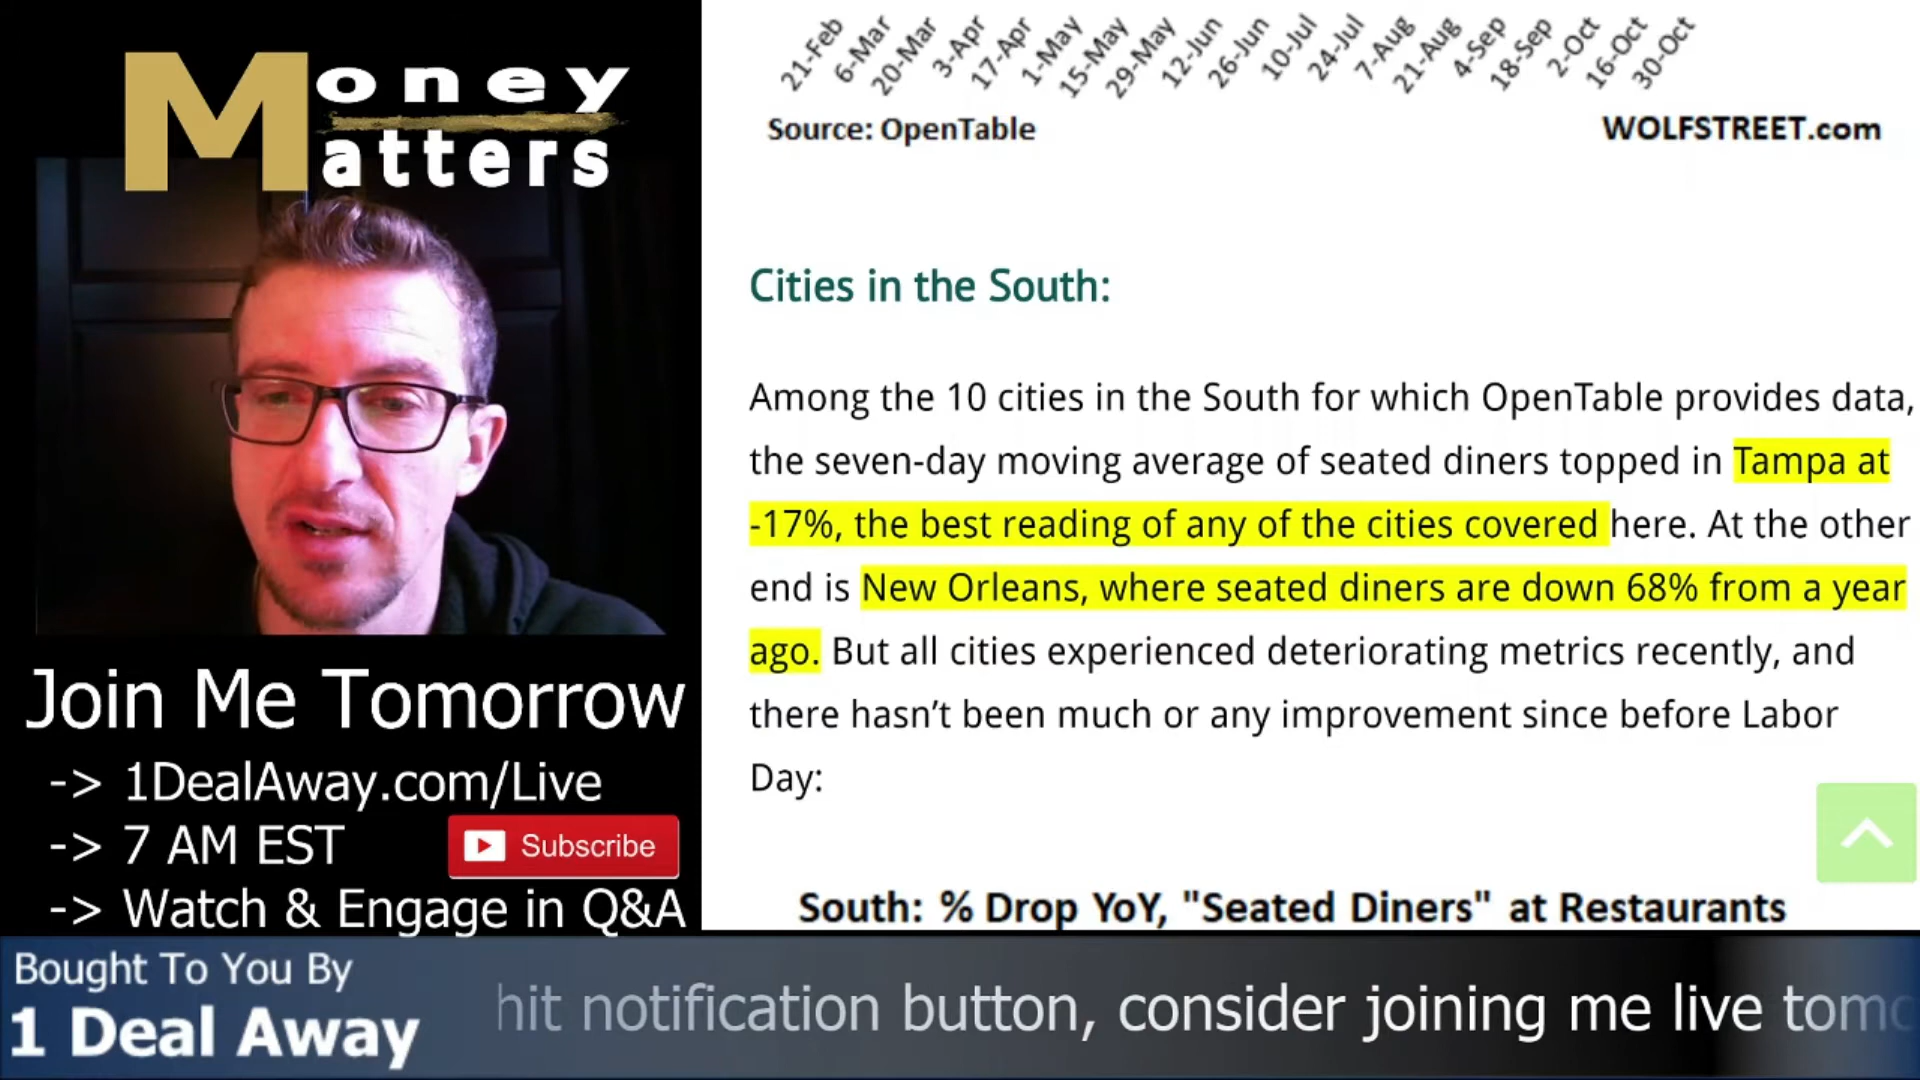 Money
Matters
Join Me Tomorrow
-> 1DealAway.com/Live
-> 7 AM EST
Subscribe
-> Watch & Engage in Q&A
21-Feb
6-Mar
20-Mar
3-Apr
17-Apr
1-May
15-May
29-May
12-Jun
26-Jun
10-Jul
24-Jul
7-Aug
21-Aug
4-Sep
18-Sep
2-Oct
16-Oct
30-Oct
Source: OpenTable
WOLFSTREET.com
Cities in the South:
Among the 10 cities in the South for which OpenTable provides data,
the seven-day moving average of seated diners topped in Tampa at
-17%, the best reading of any of the cities covered here. At the other
end is New Orleans, where seated diners are down 68% from a year
ago. But all cities experienced deteriorating metrics recently, and
there hasn't been much or any improvement since before Labor
Day:
South: % Drop YoY, "Seated Diners" at Restaurants
Bought To You By
1 Deal Away
hit notification button, consider joining me live tomo